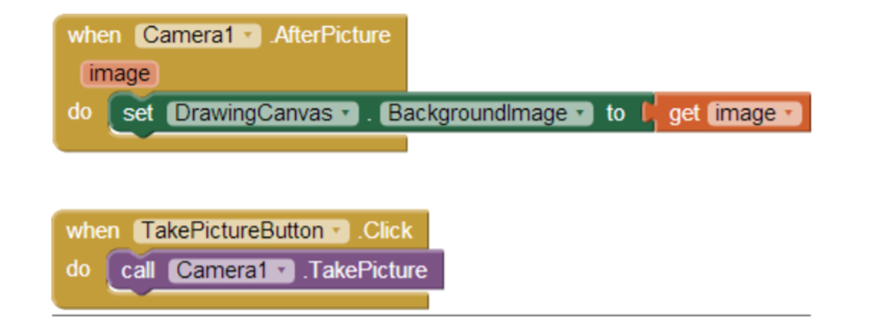 when Camera1 .AfterPicture
image
do set DrawingCanvas . BackgroundImage to get image
when TakePictureButton .Click
do call Camera1 .TakePicture